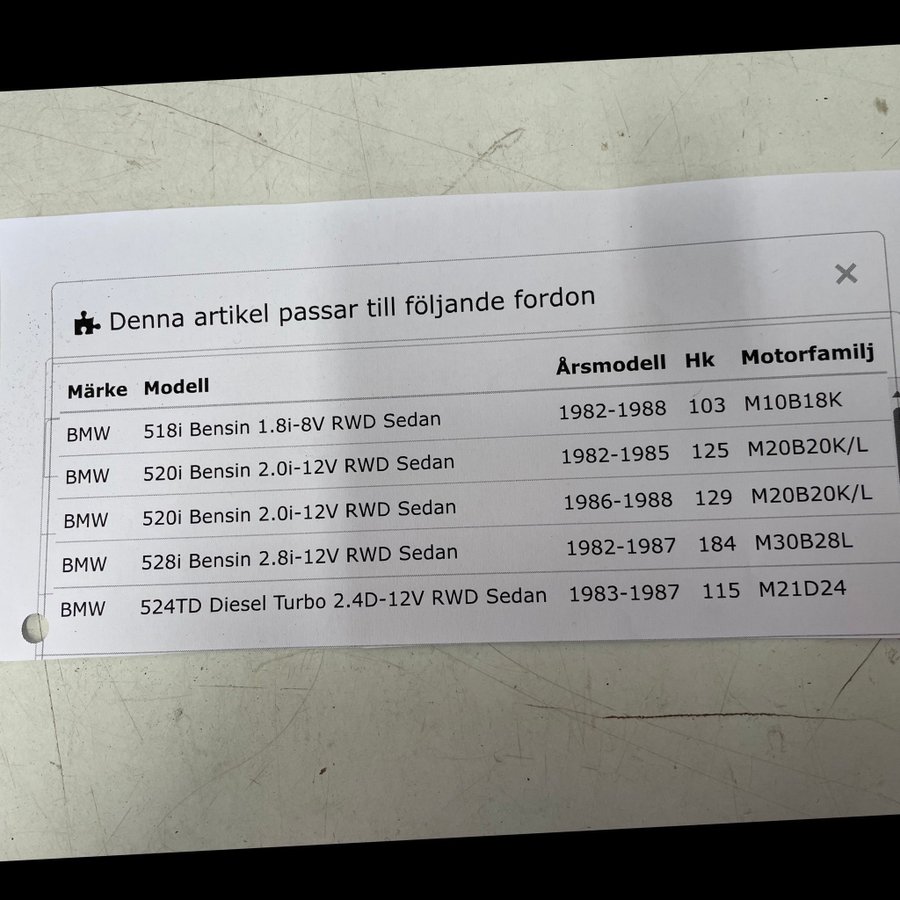 Denna artikel passar till följande fordon
Märke Modell Årsmodell Hk Motorfamilj
BMW 518i Bensin 1.8i-8V RWD Sedan 1982-1988 103 M10B18K
BMW 520i Bensin 2.0i-12V RWD Sedan 1982-1985 125 M20B20K/L
BMW 520i Bensin 2.0i-12V RWD Sedan 1986-1988 129 M20B20K/L
BMW 528i Bensin 2.8i-12V RWD Sedan 1982-1987 184 M30B28L
BMW 524TD Diesel Turbo 2.4D-12V RWD Sedan 1983-1987 115 M21D24